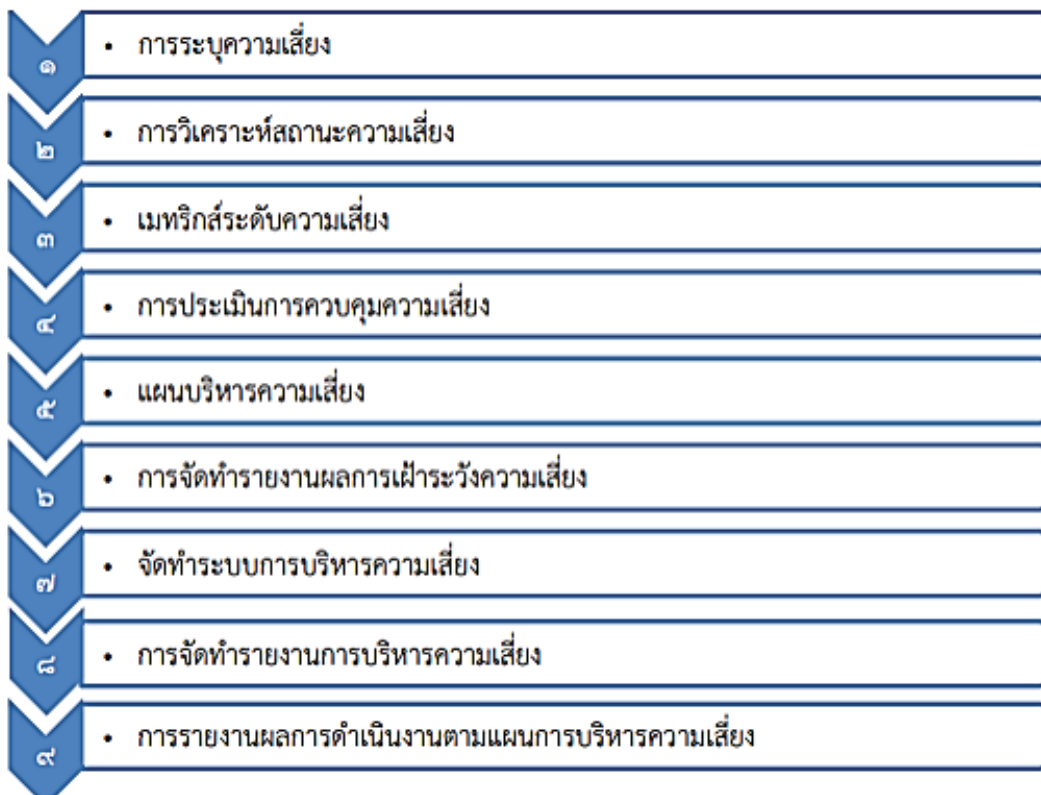 ๑
• การระบุความเสี่ยง
๒
• การวิเคราะห์สถานะความเสี่ยง
๓
• เมทริกส์ระดับความเสี่ยง
๔
• การประเมินการควบคุมความเสี่ยง
๕
• แผนบริหารความเสี่ยง
๖
• การจัดทำรายงานผลการเฝ้าระวังความเสี่ยง
๗
• จัดทำระบบการบริหารความเสี่ยง
๘
• การจัดทำรายงานการบริหารความเสี่ยง
๙
• การรายงานผลการดำเนินงานตามแผนการบริหารความเสี่ยง